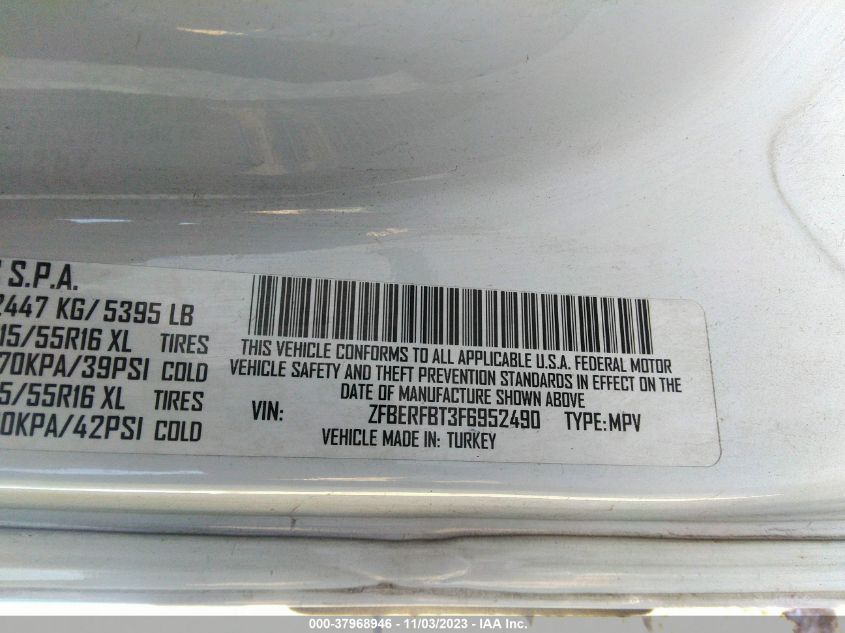 S.P.A.
2447 KG/ 5395 LB
15/55R16 XL TIRES
70KPA/39PSI COLD
5/55R16 XL TIRES
0KPA/42PSI COLD
THIS VEHICLE CONFORMS TO ALL APPLICABLE U.S.A. FEDERAL MOTOR
VEHICLE SAFETY AND THEFT PREVENTION STANDARDS IN EFFECT ON THE
DATE OF MANUFACTURE SHOWN ABOVE
VIN: ZFBERFBT3F6952490 TYPE:MPV
VEHICLE MADE IN: TURKEY
000-37968946 - 11/03/2023 - IAA Inc.